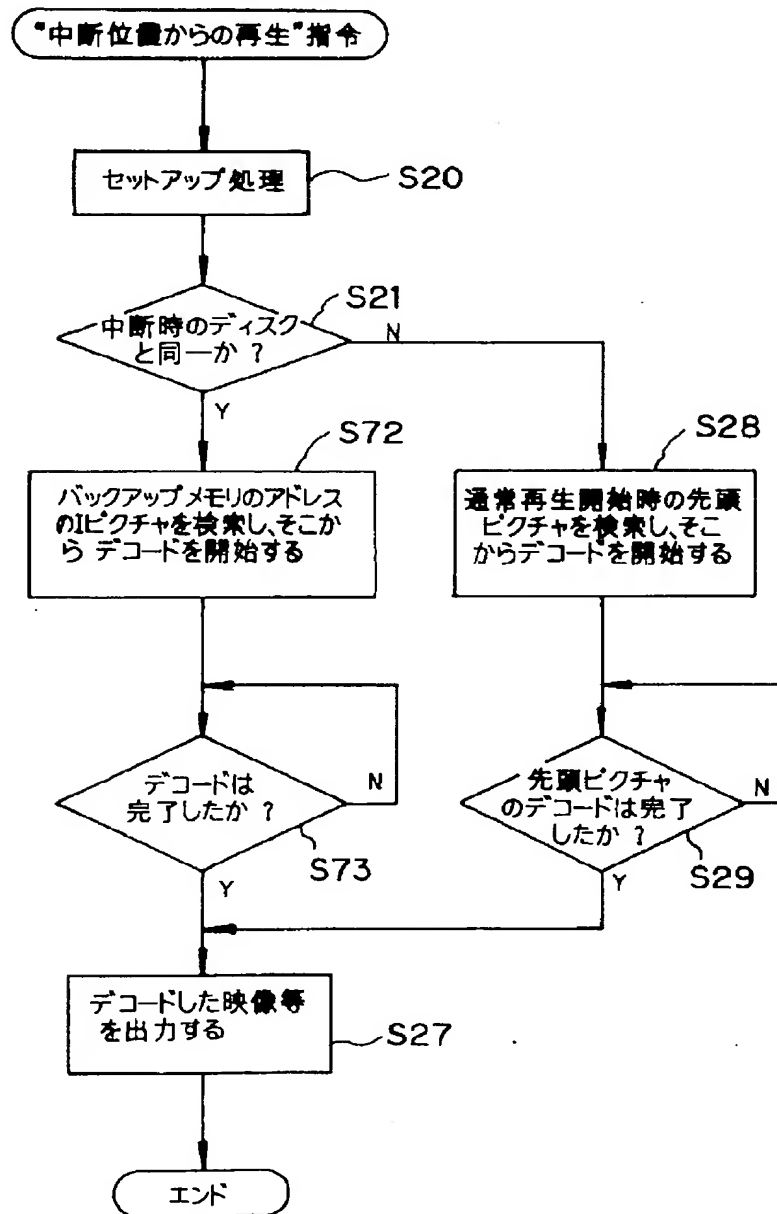 "中断位置からの再生"指令
セットアップ処理
S20
S21
中断時のディスク
と同一か?
N
Y
S72
バックアップメモリのアドレス
のIピクチャを検索し、そこか
ら デコードを開始する
S28
通常再生開始時の先頭
ピクチャを検索し、そこ
からデコードを開始する
デコードは
完了したか?
N
S73
Y
先頭ピクチャ
のデコードは完了
したか?
N
S29
Y
デコードした映像等
を出力する
S27
エンド